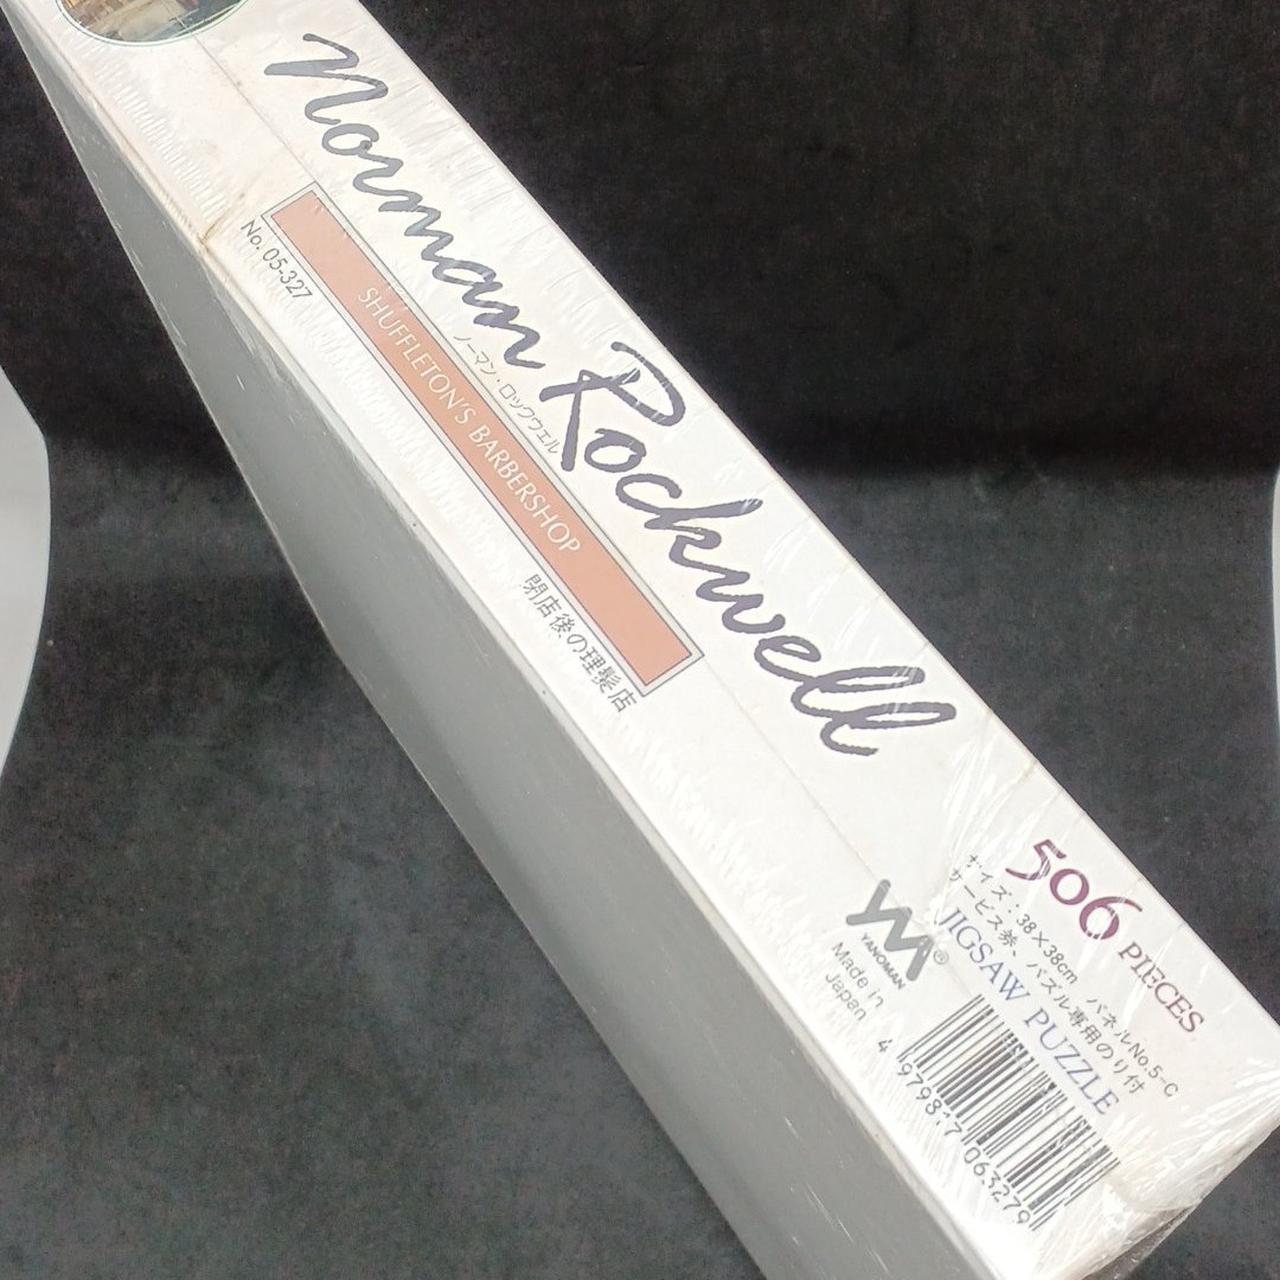 Norman Rockwell
ノーマン・ロックウェル
SHUFFLETON'S BARBERSHOP
No. 05-327
閉店後の理髪店
506 PIECES
サイズ：38×38cm パネルNo.5-C
サービス券、パズル専用のり付
JIGSAW PUZZLE
YM®
YANOMAN
Made in
Japan
4 979817 063279